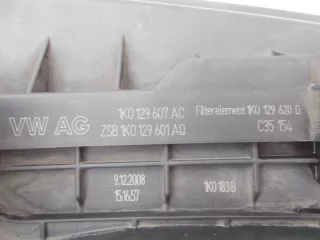 1K0 129 607 AC
Filterelement 1K0 129 620 D
VW AG
ZSB 1K0 129 601 AQ
C35 154
9.12.2008
15:16:57
1K0 183 B